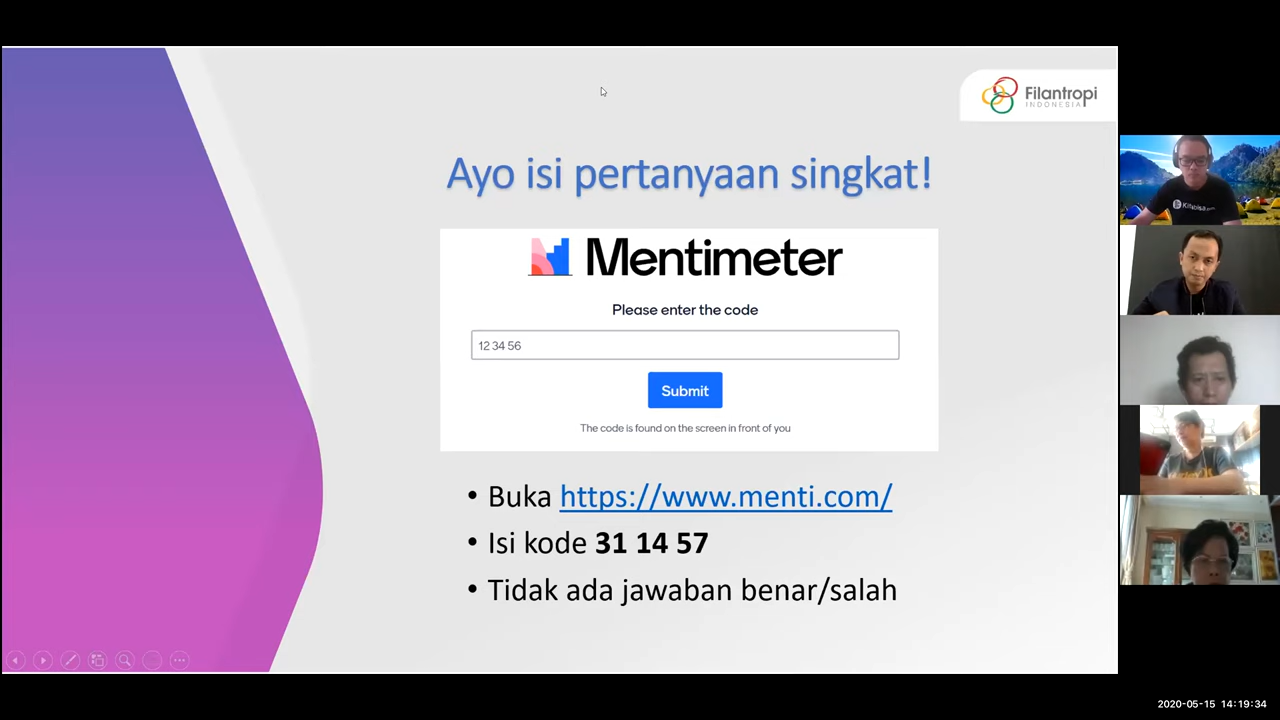 Filantropi
INDONESIA
Ayo isi pertanyaan singkat!
Mentimeter
Please enter the code
12 34 56
Submit
The code is found on the screen in front of you
• Buka https://www.menti.com/
• Isi kode 31 14 57
• Tidak ada jawaban benar/salah
Kitabisa.com
2020-05-15 14:19:34